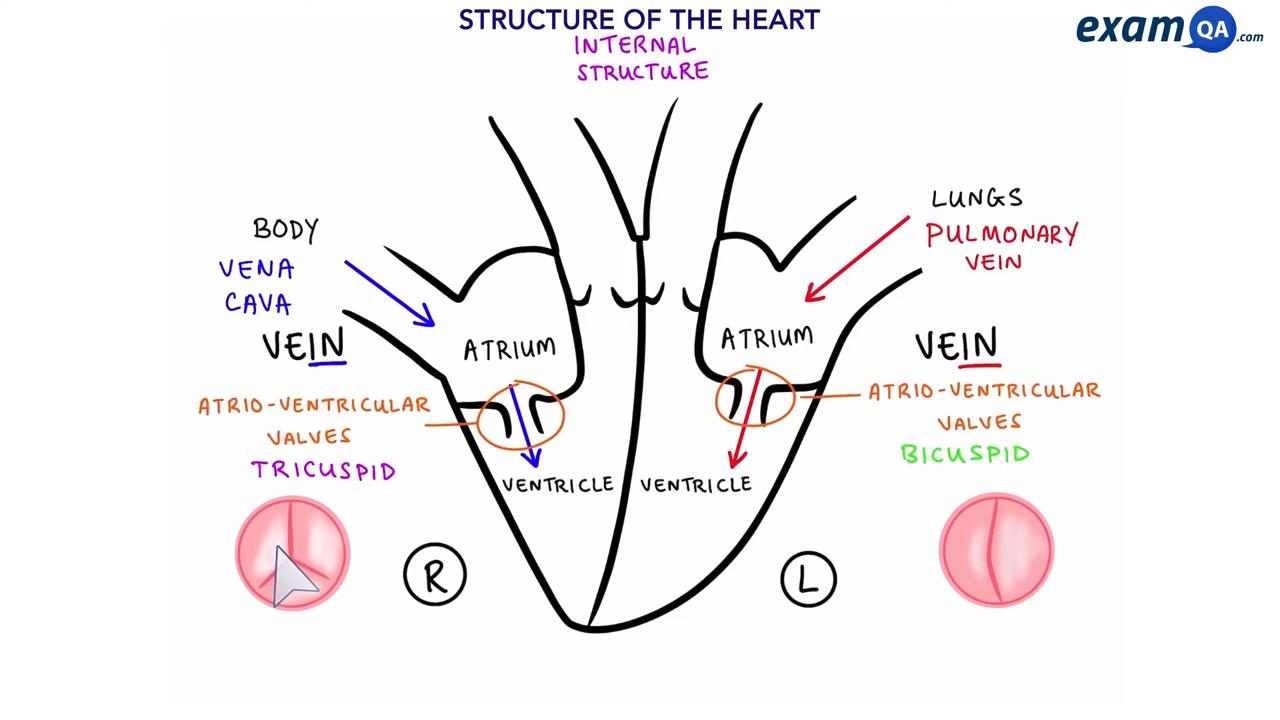 STRUCTURE OF THE HEART
examQA.com
INTERNAL
STRUCTURE
BODY
VENA
CAVA
VEIN
ATRIO-VENTRICULAR
VALVES
TRICUSPID
ATRIUM
VENTRICLE
R
ATRIUM
VENTRICLE
L
LUNGS
PULMONARY
VEIN
VEIN
ATRIO-VENTRICULAR
VALVES
BICUSPID